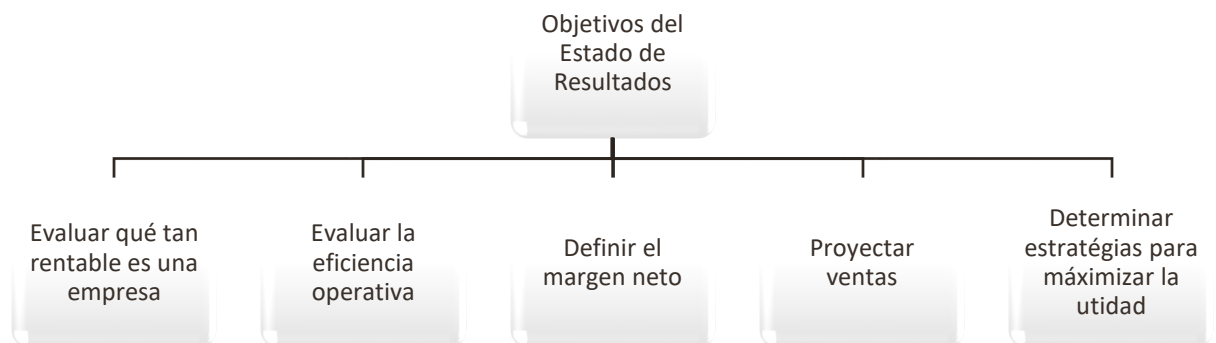 Objetivos del
Estado de
Resultados
Evaluar qué tan
rentable es una
empresa
Evaluar la
eficiencia
operativa
Definir el
margen neto
Proyectar
ventas
Determinar
estratégias para
máximizar la
utidad